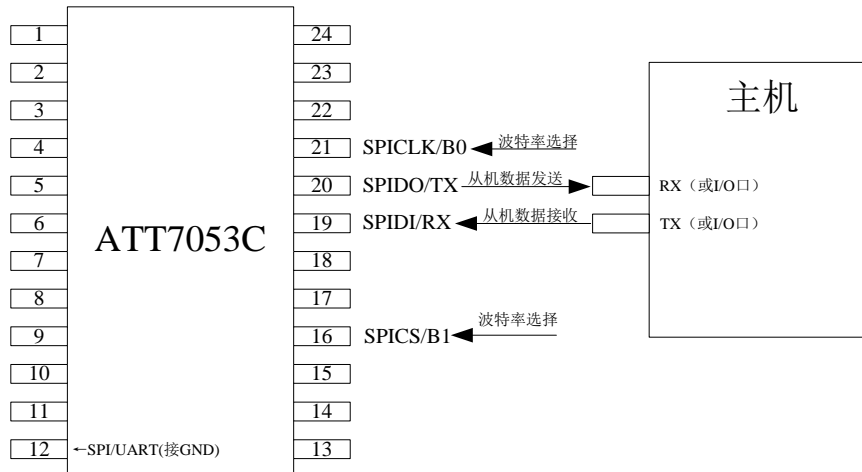 1 24
2 23
3 22
主机
4 21 SPICLK/B0 波特率选择
5 20 SPIDO/TX 从机数据发送 RX（或I/O口）
6 19 SPIDI/RX 从机数据接收 TX（或I/O口）
ATT7053C
7 18
8 17
9 16 SPICS/B1 波特率选择
10 15
11 14
12 ←SPI/UART(接GND) 13